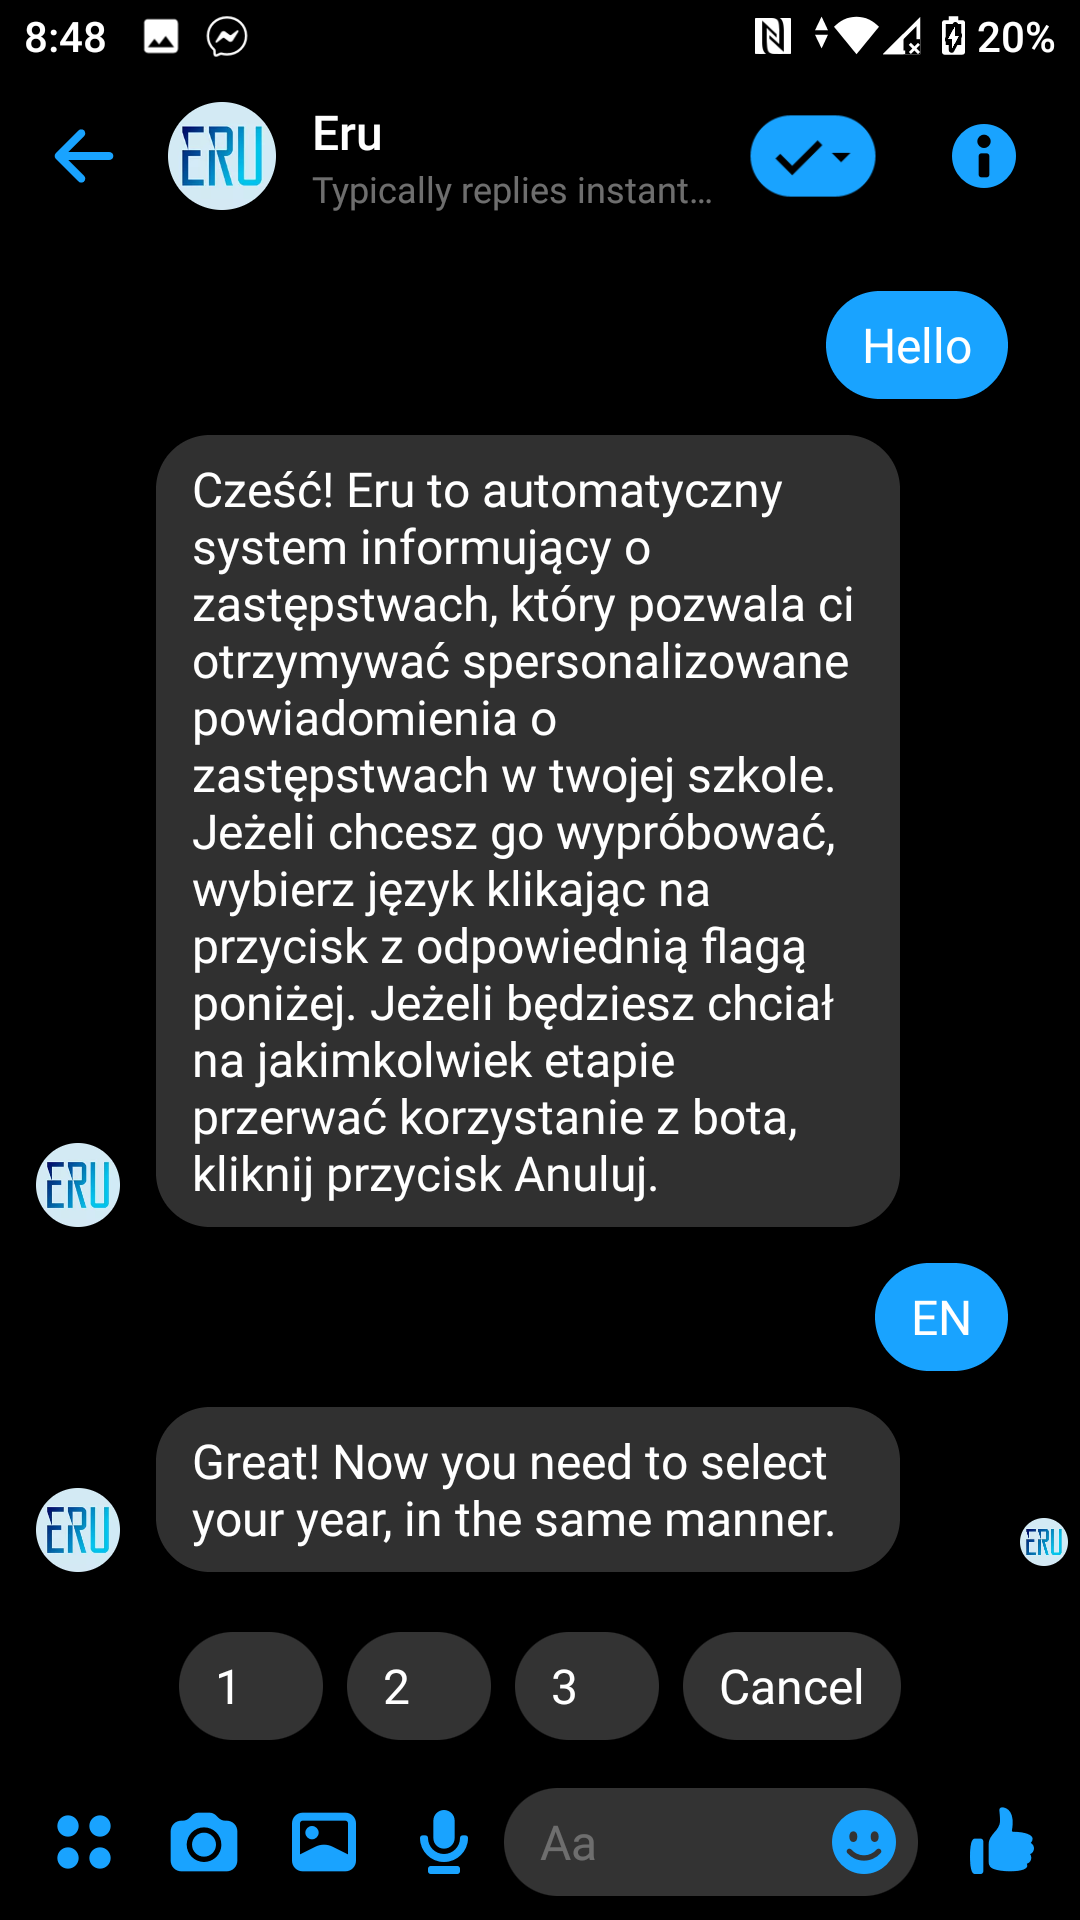 8:48
20%
ERU
Eru
Typically replies instant...
Hello
Cześć! Eru to automatyczny
system informujący o
zastępstwach, który pozwala ci
otrzymywać spersonalizowane
powiadomienia o
zastępstwach w twojej szkole.
Jeżeli chcesz go wypróbować,
wybierz język klikając na
przycisk z odpowiednią flagą
poniżej. Jeżeli będziesz chciał
na jakimkolwiek etapie
przerwać korzystanie z bota,
kliknij przycisk Anuluj.
ERU
EN
Great! Now you need to select
your year, in the same manner.
ERU
ERU
1 2 3 Cancel
Aa